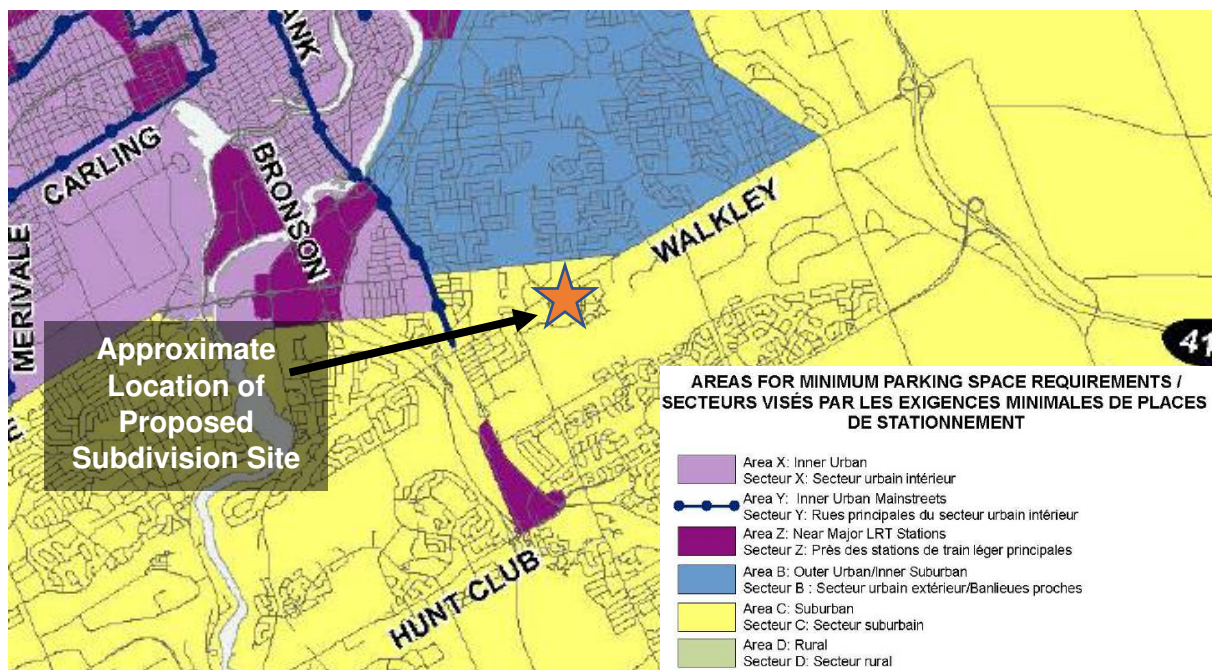 ANK
CARLING
BRONSON
MERIVALE
WALKLEY
Approximate
Location of
Proposed
Subdivision Site
41
HUNT CLUB
AREAS FOR MINIMUM PARKING SPACE REQUIREMENTS /
SECTEURS VISÉS PAR LES EXIGENCES MINIMALES DE PLACES
DE STATIONNEMENT
Area X: Inner Urban
Secteur X: Secteur urbain intérieur
Area Y: Inner Urban Mainstreets
Secteur Y: Rues principales du secteur urbain intérieur
Area Z: Near Major LRT Stations
Secteur Z: Près des stations de train léger principales
Area B: Outer Urban/Inner Suburban
Secteur B : Secteur urbain extérieur/Banlieues proches
Area C: Suburban
Secteur C: Secteur suburbain
Area D: Rural
Secteur D: Secteur rural